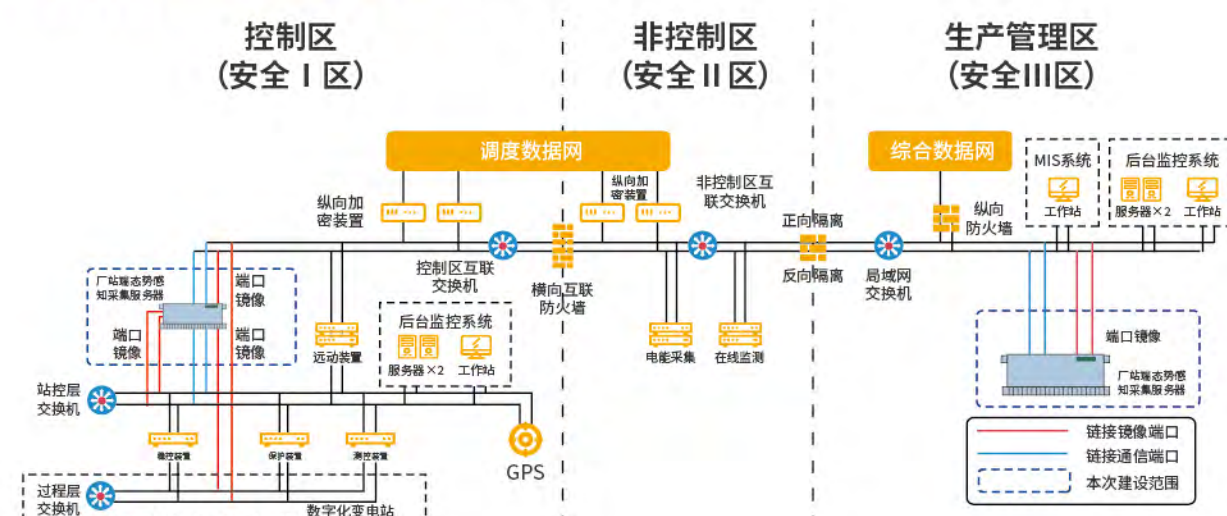 控制区
（安全 I 区）
非控制区
（安全 II 区）
生产管理区
（安全III区）
调度数据网
综合数据网
MIS系统
工作站
后台监控系统
服务器×2
工作站
纵向加
密装置
纵向加
密装置
非控制区互
联交换机
正向隔离
纵向
防火墙
控制区互联
交换机
横向互联
防火墙
反向隔离
局域网
交换机
厂站端态势感
知采集服务器
端口
镜像
端口
镜像
端口
镜像
远动装置
后台监控系统
服务器×2
工作站
电能采集
在线监测
端口镜像
厂站端态势感
知采集服务器
站控层
交换机
稳控装置
保护装置
测控装置
GPS
过程层
交换机
数字化变电站
链接镜像端口
链接通信端口
本次建设范围